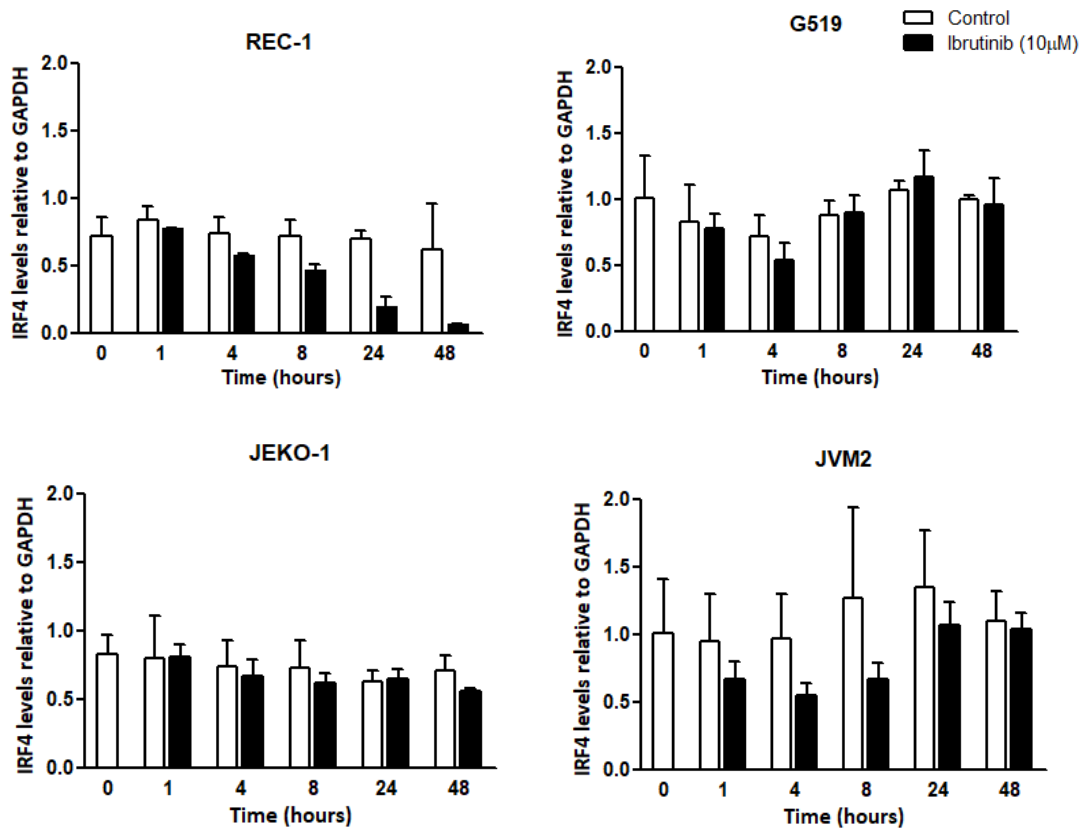 REC-1
IRF4 levels relative to GAPDH
2.0
1.5
1.0
0.5
0.0
0 1 4 8 24 48
Time (hours)
G519
Control
Ibrutinib (10μM)
IRF4 levels relative to GAPDH
2.0
1.5
1.0
0.5
0.0
0 1 4 8 24 48
Time (hours)
JEKO-1
IRF4 levels relative to GAPDH
2.0
1.5
1.0
0.5
0.0
0 1 4 8 24 48
Time (hours)
JVM2
IRF4 levels relative to GAPDH
2.0
1.5
1.0
0.5
0.0
0 1 4 8 24 48
Time (hours)